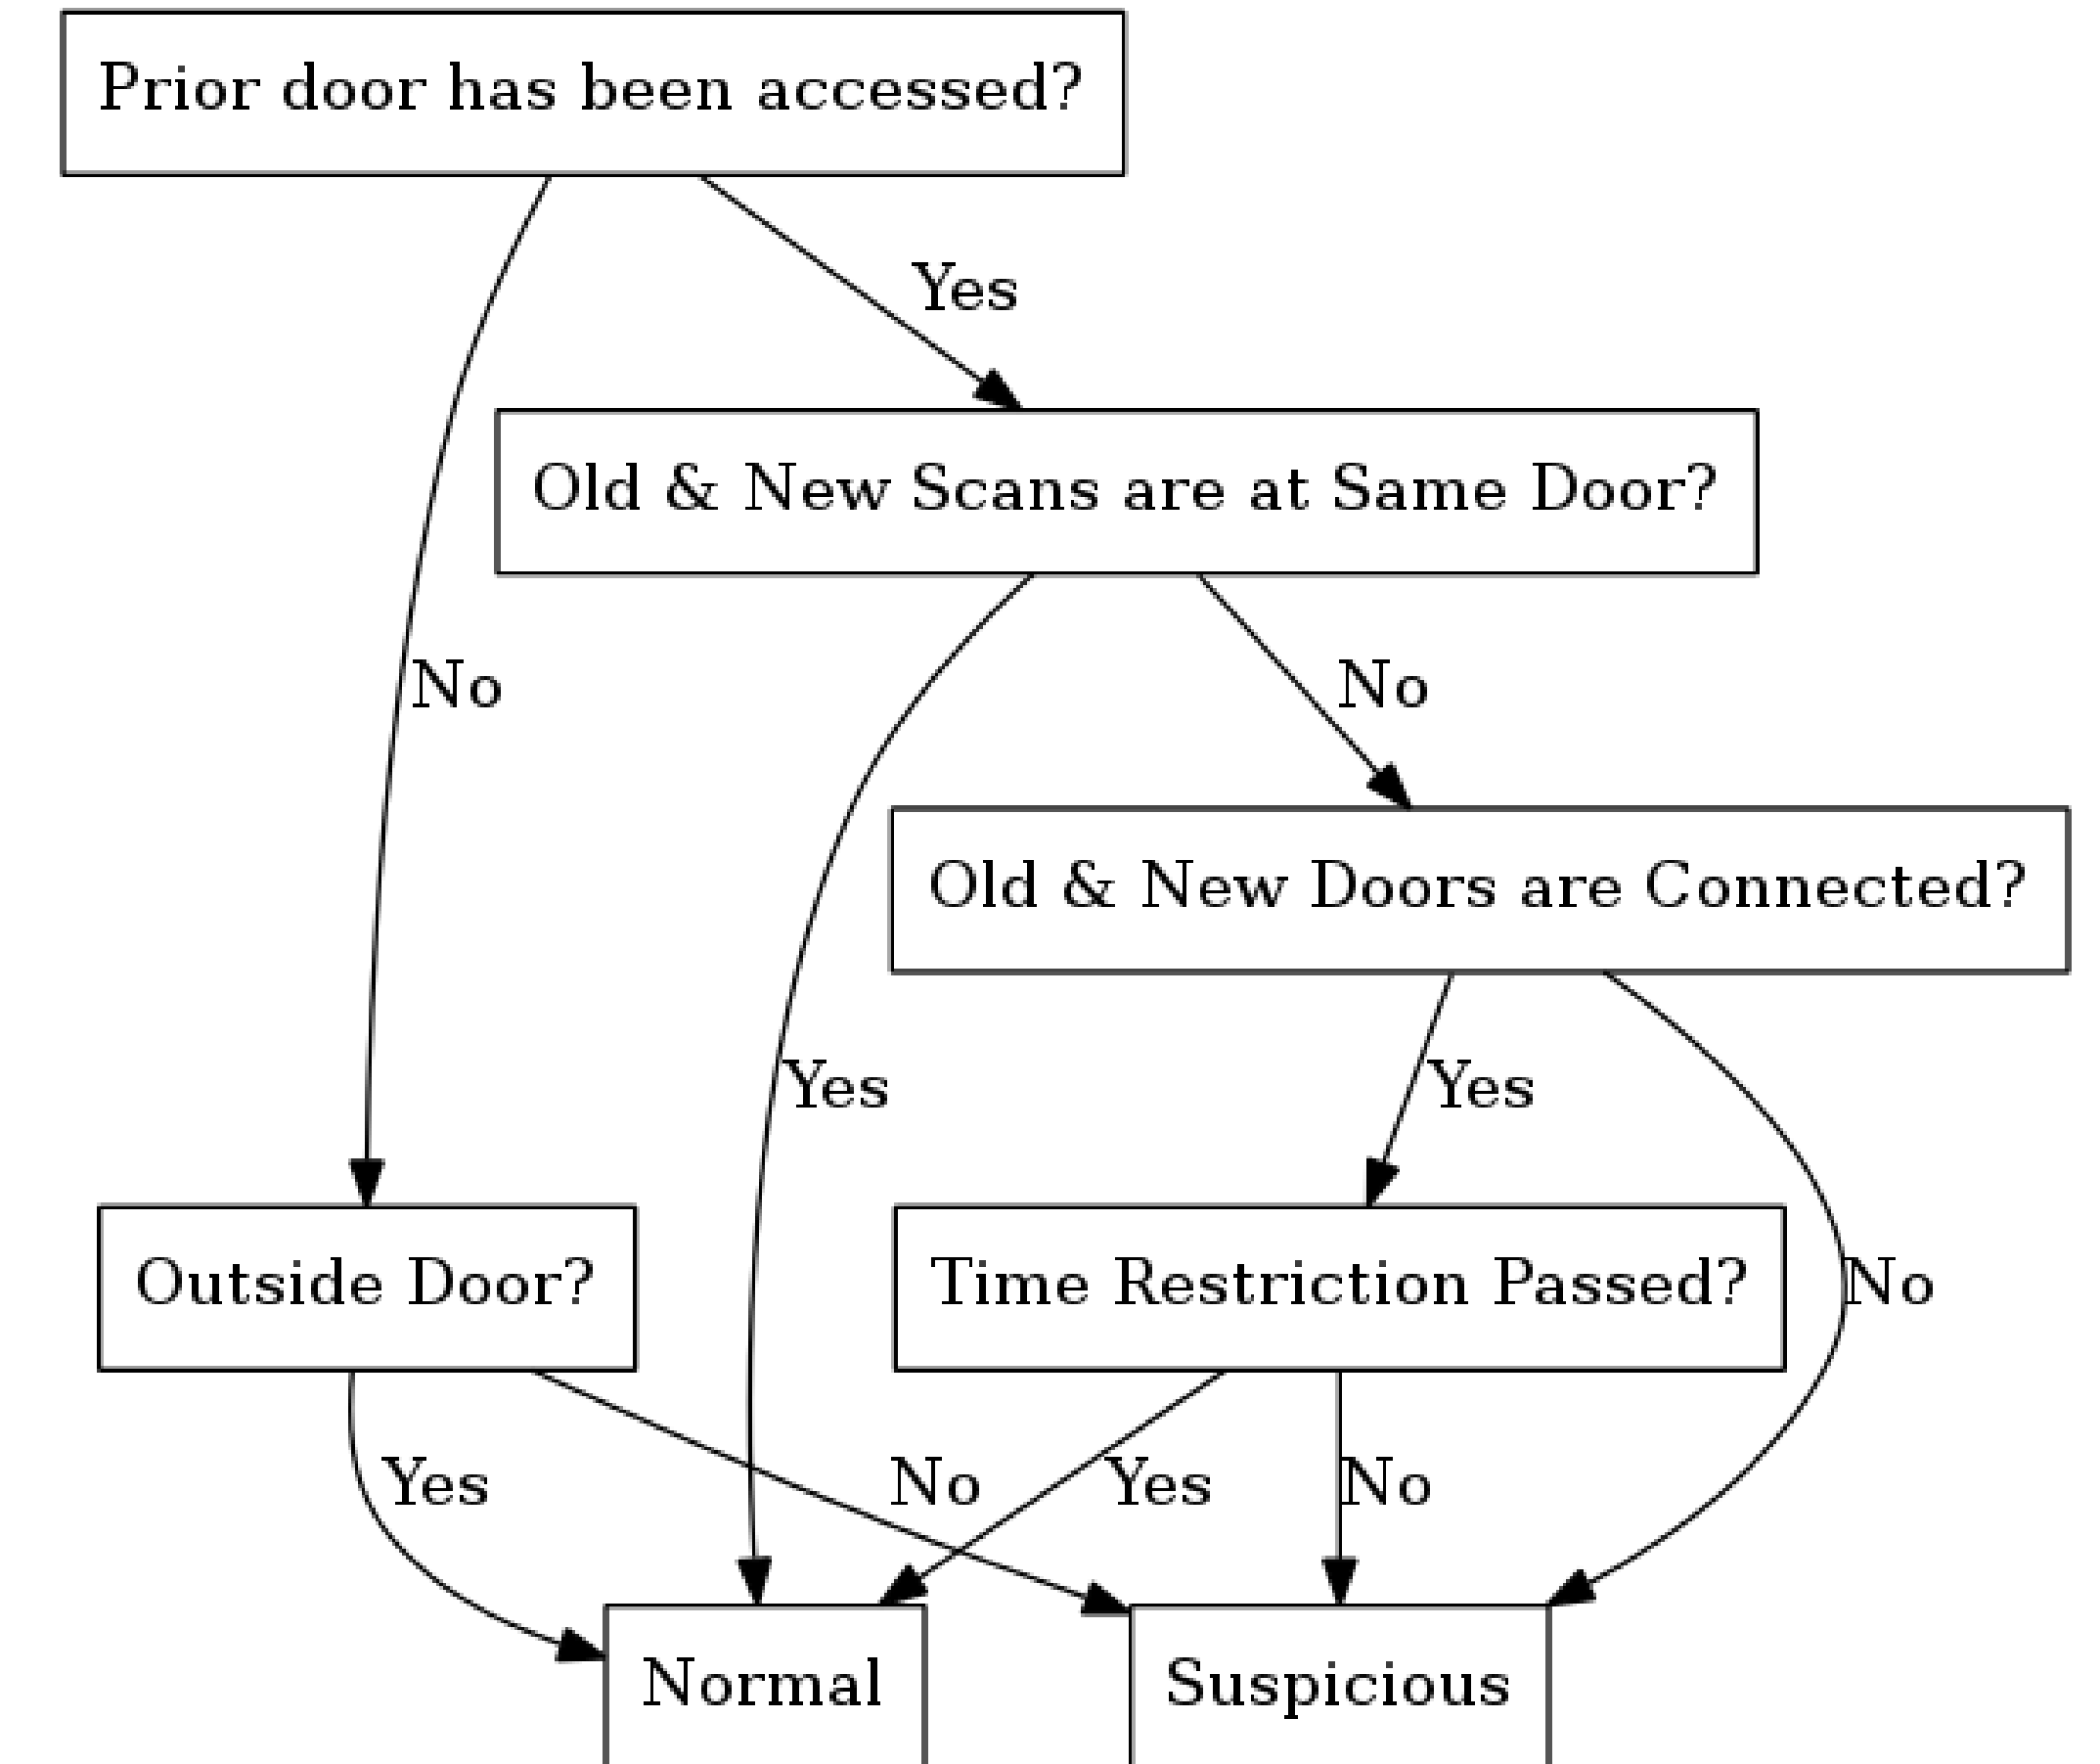 Prior door has been accessed?
Yes
Old & New Scans are at Same Door?
No
No
Old & New Doors are Connected?
Yes
Yes
Outside Door?
Time Restriction Passed?
No
Yes
No
Yes
No
Normal
Suspicious